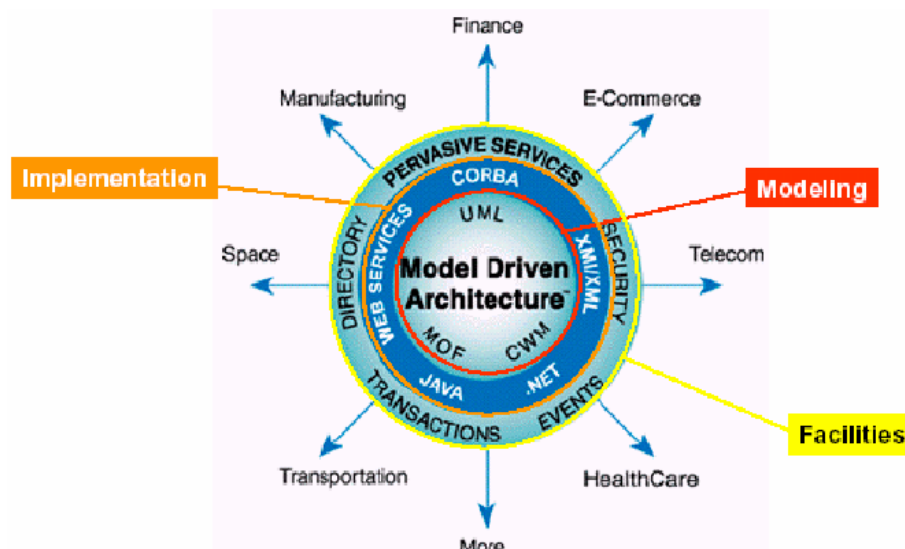 Finance
Manufacturing
E-Commerce
PERVASIVE SERVICES
Implementation
CORBA
Modeling
UML
DIRECTORY
WEB SERVICES
XMI/XML
SECURITY
Space
Telecom
Model Driven
Architecture™
MOF
CWM
JAVA
.NET
TRANSACTIONS
EVENTS
Facilities
Transportation
HealthCare
More